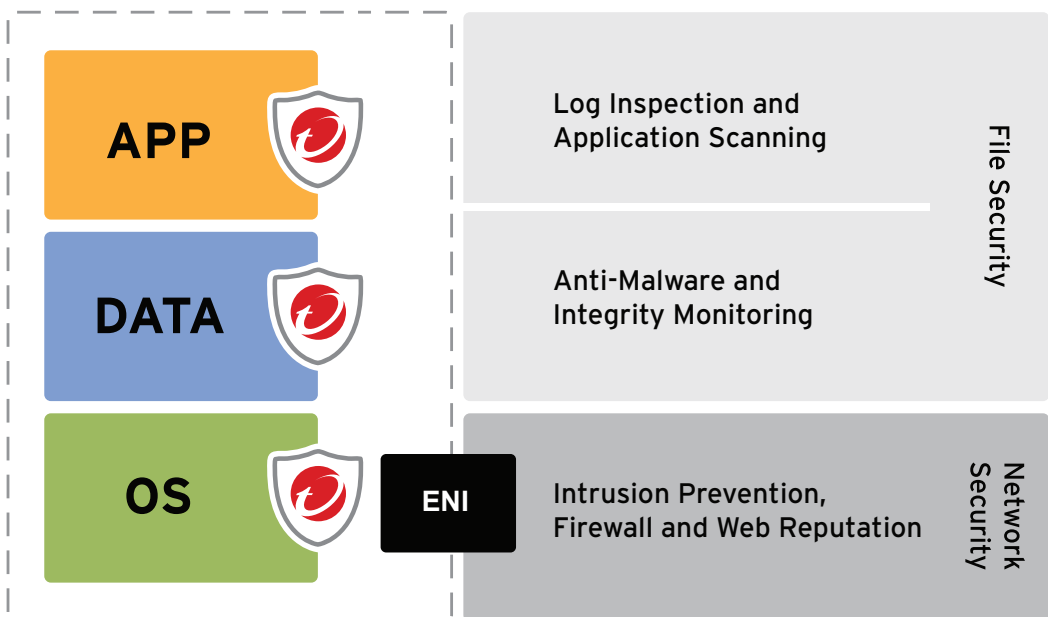 APP
Log Inspection and
Application Scanning
File Security
DATA
Anti-Malware and
Integrity Monitoring
OS
ENI
Intrusion Prevention,
Firewall and Web Reputation
Network
Security